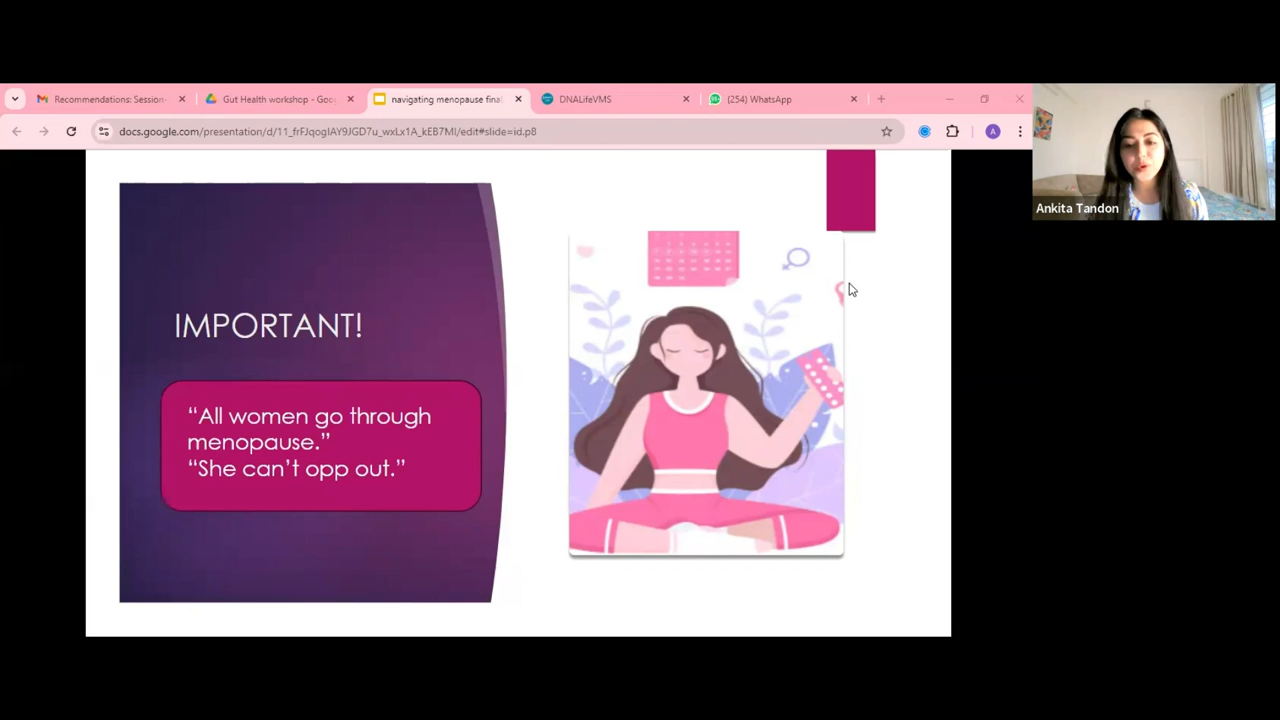 Recommendations: Session
Gut Health workshop - Goo
navigating menopause fina
DNALifeVMS
(254) WhatsApp
docs.google.com/presentation/d/11_frFJqogIAY9JGD7u_wxLx1A_kEB7MI/edit#slide=id.p8
A
Ankita Tandon
IMPORTANT!
“All women go through
menopause.”
“She can’t opp out.”